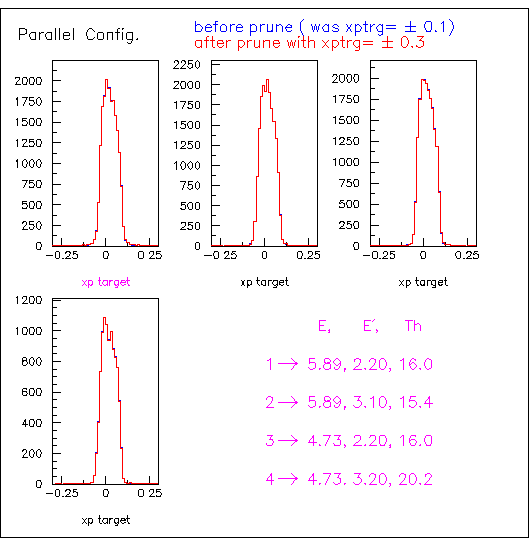 Parallel Config.
before prune ( was xptrg= ± 0.1)
after prune with xptrg= ± 0.3
2000
1750
1500
1250
1000
750
500
250
0
-0.25 0 0.25
xp target
2250
2000
1750
1500
1250
1000
750
500
250
0
-0.25 0 0.25
xp target
2000
1750
1500
1250
1000
750
500
250
0
-0.25 0 0.25
xp target
1200
1000
800
600
400
200
0
-0.25 0 0.25
xp target
E, E', Th
1→ 5.89, 2.20, 16.0
2→ 5.89, 3.10, 15.4
3→ 4.73, 2.20, 16.0
4→ 4.73. 3.20, 20.2